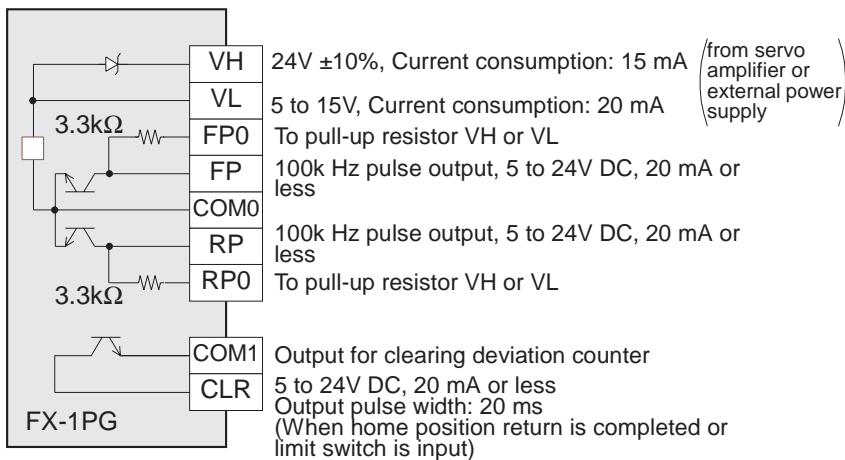 VH 24V ±10%, Current consumption: 15 mA
from servo
amplifier or
external power
supply
VL 5 to 15V, Current consumption: 20 mA
3.3kΩ
FP0 To pull-up resistor VH or VL
FP 100k Hz pulse output, 5 to 24V DC, 20 mA or
less
COM0
RP 100k Hz pulse output, 5 to 24V DC, 20 mA or
less
RP0 To pull-up resistor VH or VL
3.3kΩ
COM1 Output for clearing deviation counter
CLR 5 to 24V DC, 20 mA or less
Output pulse width: 20 ms
(When home position return is completed or
limit switch is input)
FX-1PG